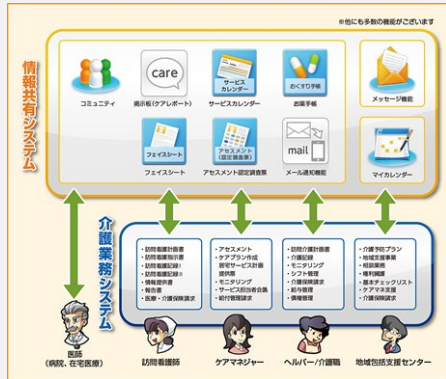 ※他にも多数の機能がございます
情報共有システム
コミュニティ
care
掲示板(ケアレポート)
サービス
カレンダー
サービスカレンダー
おくすり手帳
お薬手帳
メッセージ機能
フェイスシート
フェイスシート
アセスメント
(認定調査票)
アセスメント認定調査票
mail
メール通知機能
マイカレンダー
介護業務システム
・訪問看護計画書
・訪問看護指示書
・訪問看護記録Ⅰ
・訪問看護記録Ⅱ
・情報提供書
・報告書
・医療・介護保険請求
・アセスメント
・ケアプラン作成
・居宅サービス計画
提供票
・モニタリング
・サービス担当者会議
・給付管理請求
・訪問介護計画書
・介護記録
・モニタリング
・シフト管理
・介護保険請求
・給与管理
・債権管理
・介護予防プラン
・地域支援事業
・相談業務
・権利擁護
・基本チェックリスト
・ケアマネ支援
・介護保険請求
医師
(病院、在宅医療)
訪問看護師
ケアマネジャー
ヘルパー/介護職
地域包括支援センター